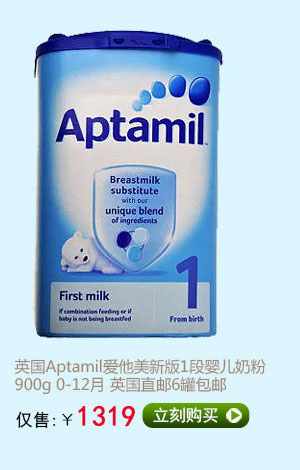 Aptamil
Breastmilk
substitute
with our
unique blend
of ingredients
First milk
If combination feeding or if
baby is not being breastfed
1
From birth
英国Aptamil爱他美新版1段婴儿奶粉
900g 0-12月 英国直邮6罐包邮
仅售:￥1319 立刻购买